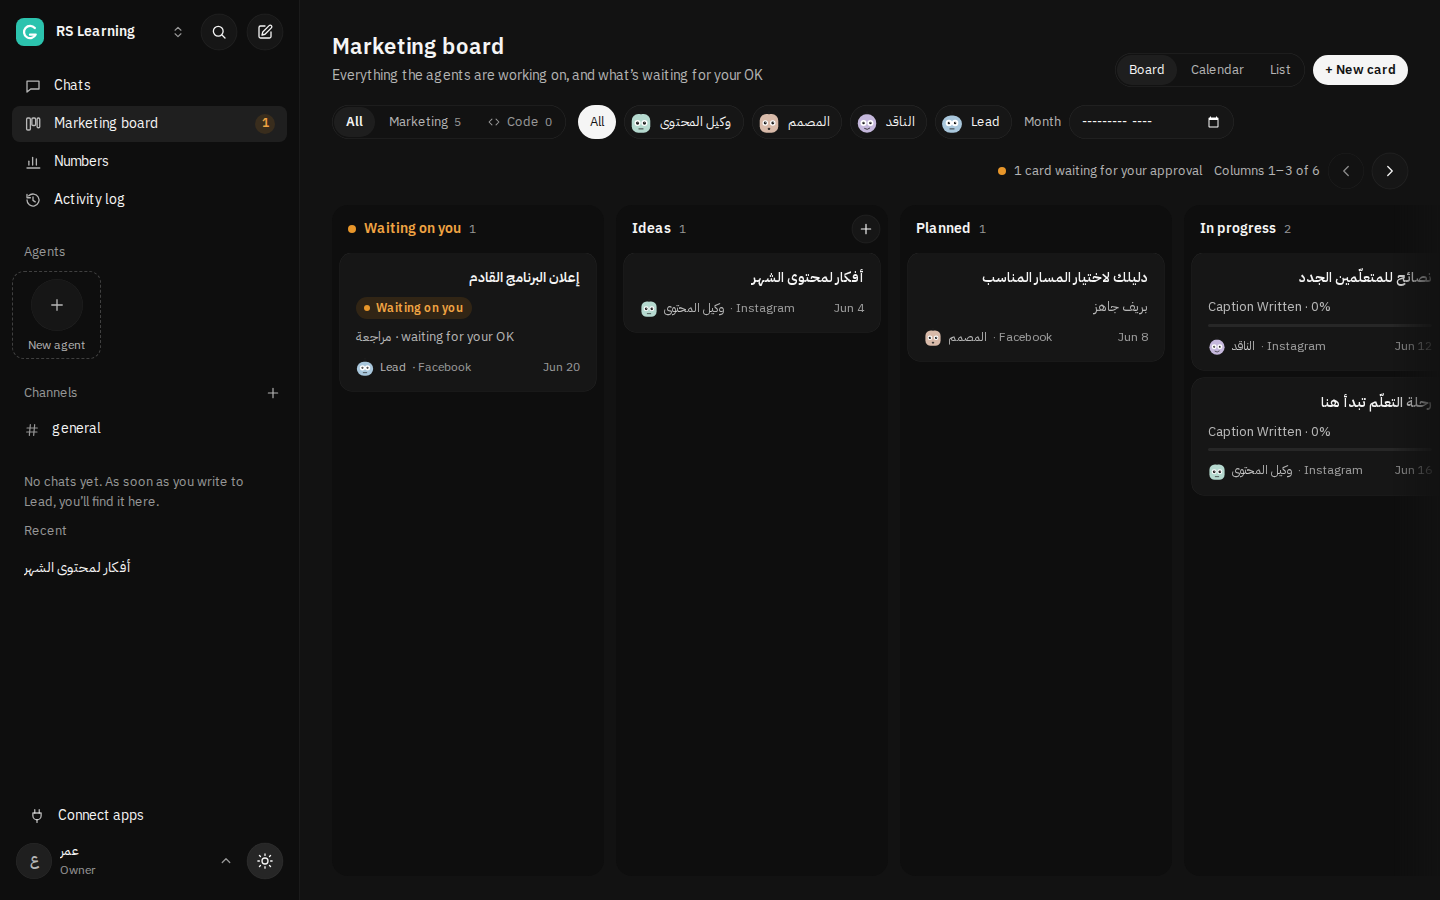 RS Learning
Chats
Marketing board 1
Numbers
Activity log
Agents
New agent
Channels
general
No chats yet. As soon as you write to
Lead, you'll find it here.
Recent
أفكار لمحتوى الشهر
Connect apps
ع
عمر
Owner
Marketing board
Everything the agents are working on, and what's waiting for your OK
Board Calendar List + New card
All Marketing 5 Code 0 All وكيل المحتوى المصمم الناقد Lead Month --------- ----
1 card waiting for your approval Columns 1–3 of 6
Waiting on you 1
إعلان البرنامج القادم
Waiting on you
مراجعة · waiting for your OK
Lead · Facebook Jun 20
Ideas 1
أفكار لمحتوى الشهر
وكيل المحتوى · Instagram Jun 4
Planned 1
دليلك لاختيار المسار المناسب
بريف جاهز
المصمم · Facebook Jun 8
In progress 2
نصائح للمتعلّمين الجدد
Caption Written · 0%
الناقد · Instagram Jun 12
رحلة التعلّم تبدأ هنا
Caption Written · 0%
وكيل المحتوى · Instagram Jun 16